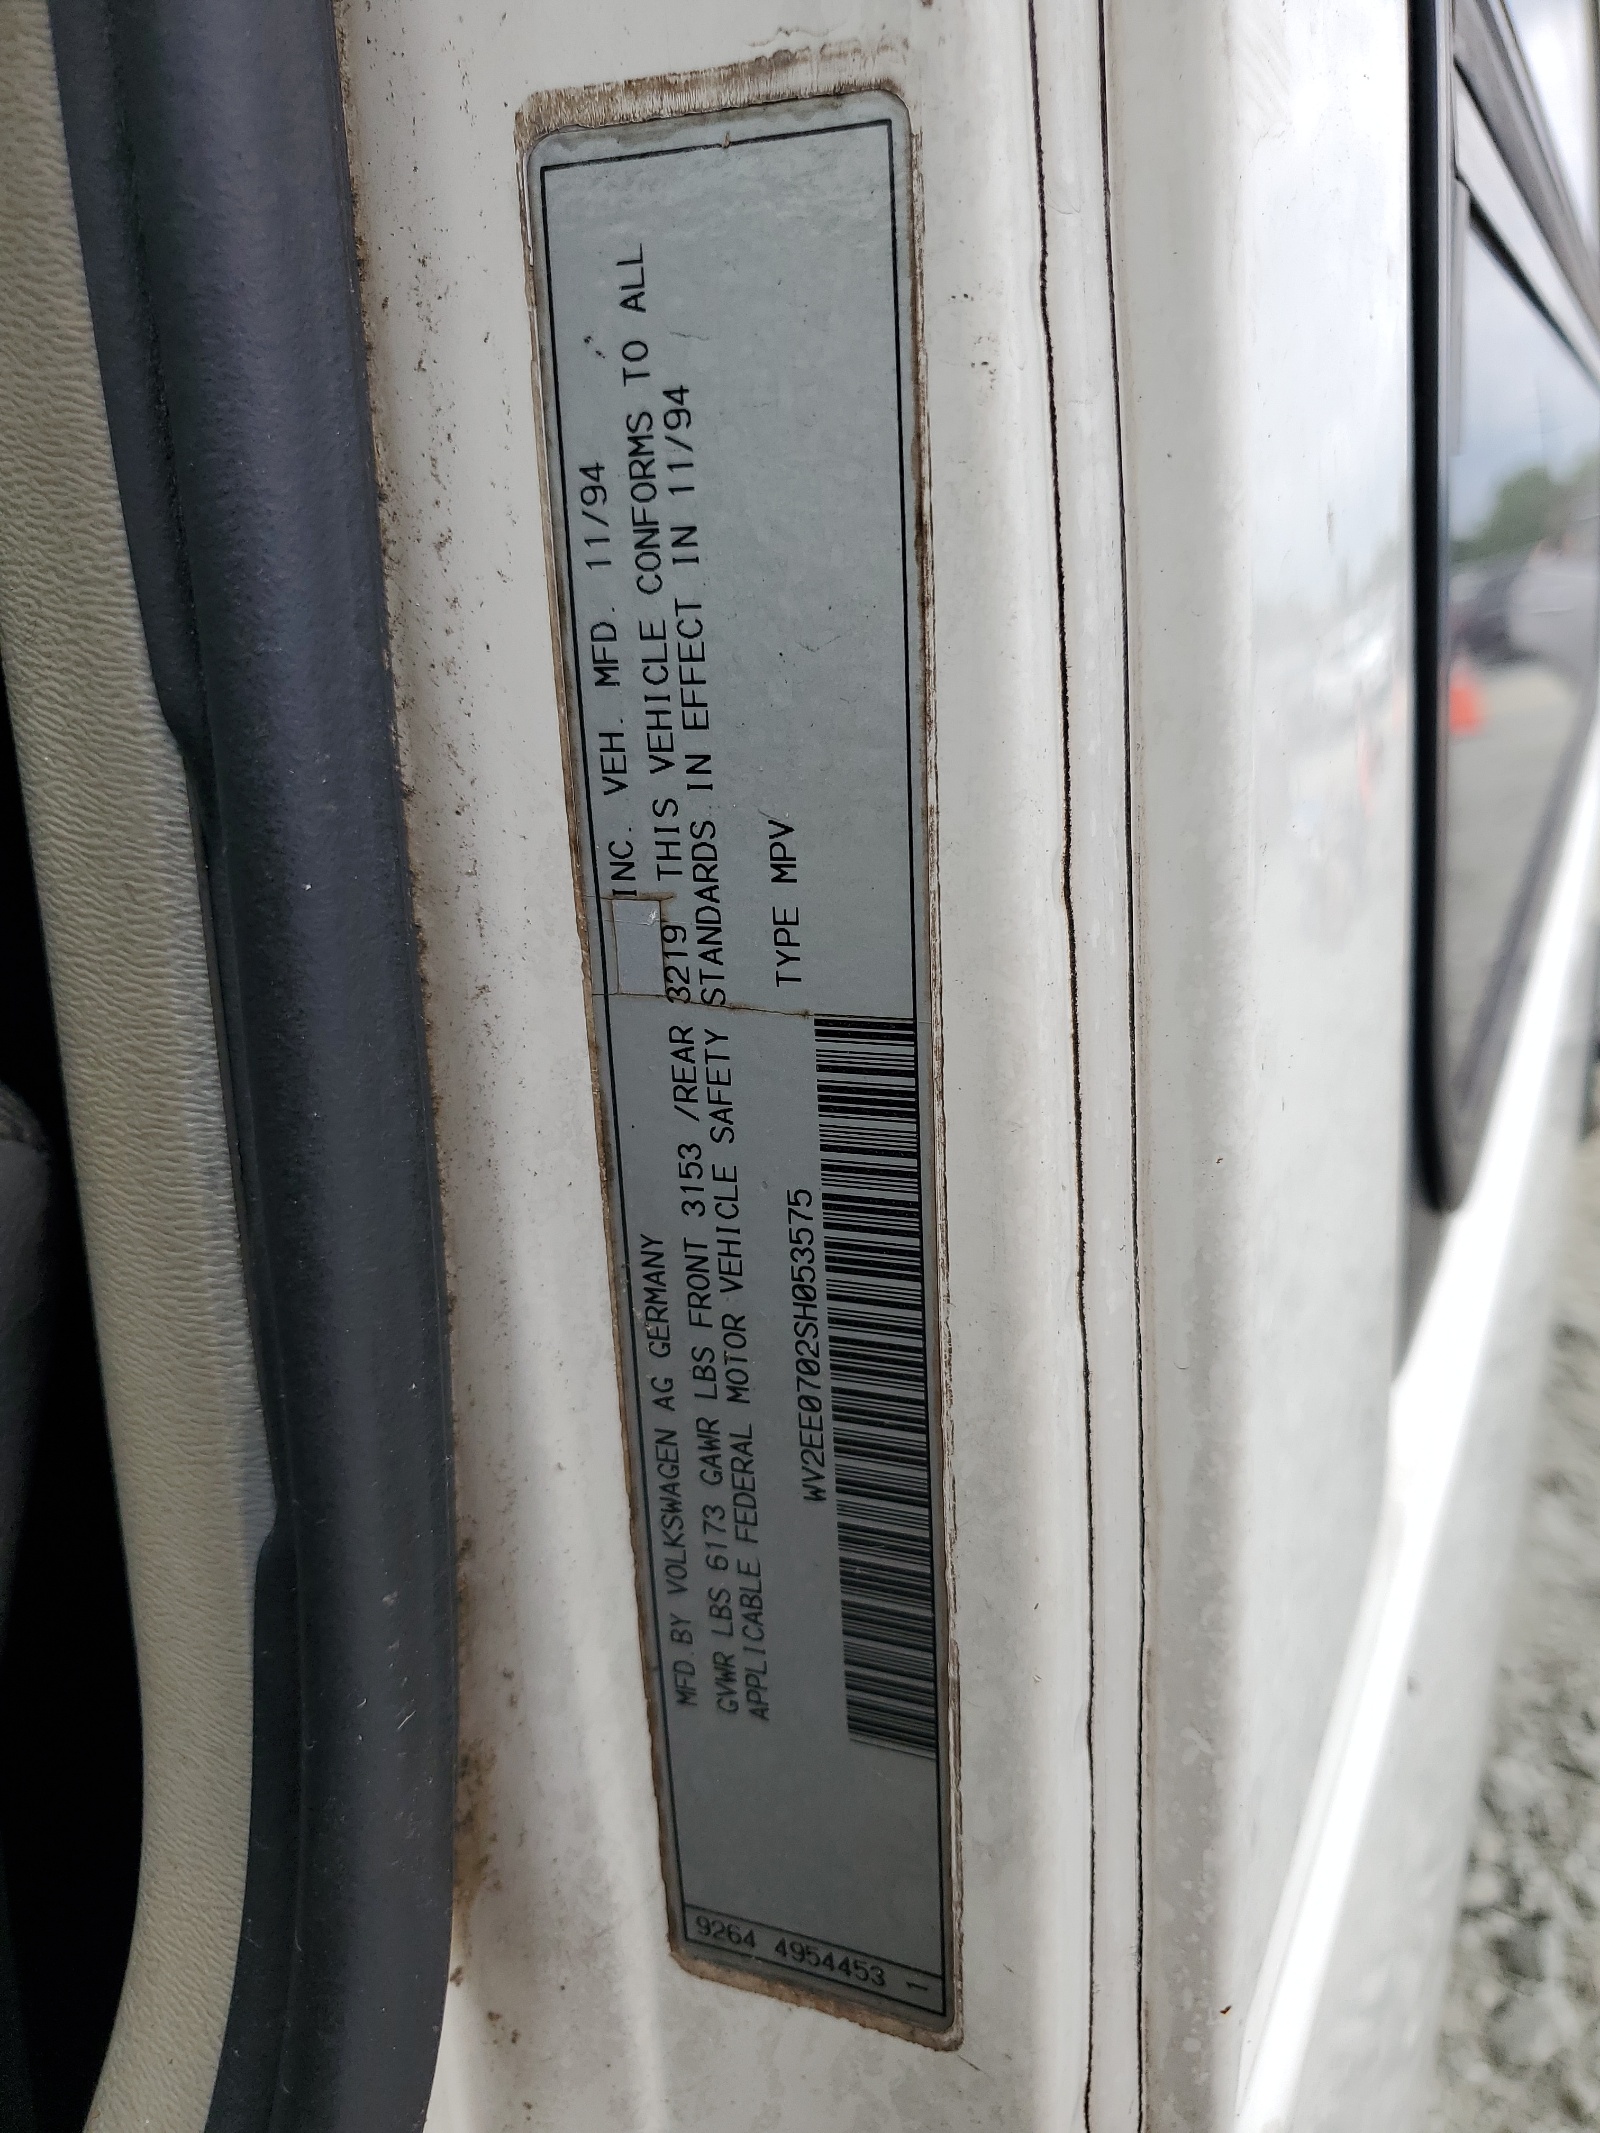 MFD. BY VOLKSWAGEN AG GERMANY INC. VEH. MFD. 11/94
GVWR LBS 6173 GAWR LBS FRONT 3153 /REAR 3219 THIS VEHICLE CONFORMS TO ALL
APPLICABLE FEDERAL MOTOR VEHICLE SAFETY STANDARDS IN EFFECT IN 11/94
WV2EE0702SH053575 TYPE MPV
9264 4954453 –